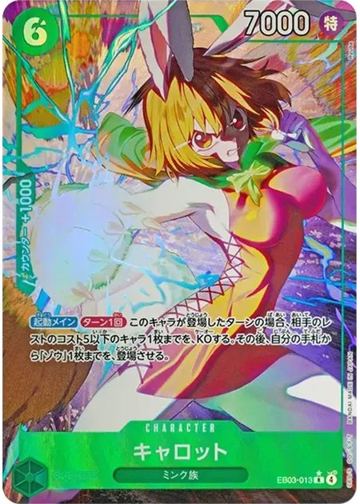 6
7000 特
カウンター+1000
起動メイン ターン1回 このキャラが登場したターンの場合、相手のレ
ストのコスト5以下のキャラ1枚までを、KOする。その後、自分の手札か
ら「ゾウ」1枚までを、登場させる。
CHARACTER
キャロット
ミンク族
EB03-013 R 4